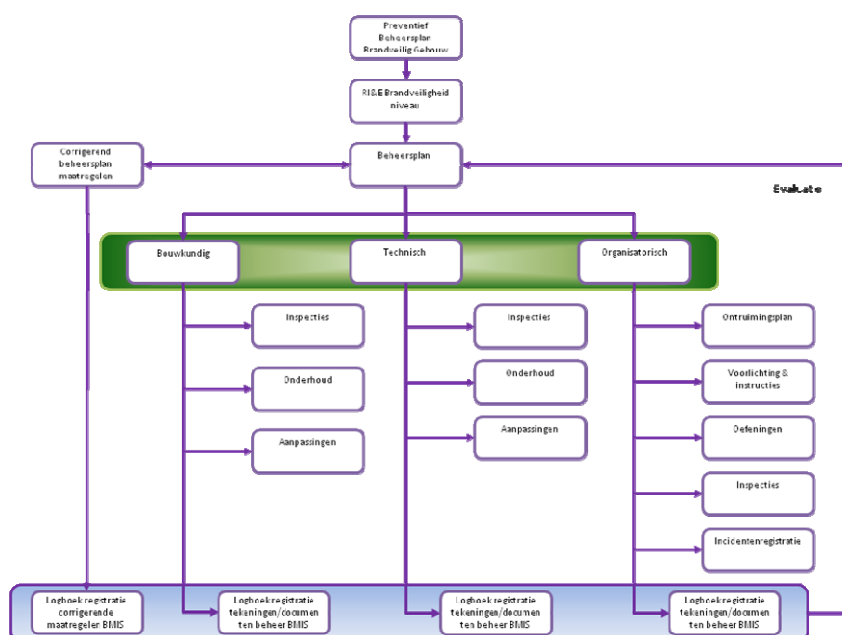 Preventief
Beheersplan
Brandveilig Gebouw
RI&E Brandveiligheid
niveau
Corrigerend
beheersplan
maatregelen
Beheersplan
Evaluate
Bouwkundig
Technisch
Organisatorisch
Inspecties
Inspecties
Ontruimingsplan
Onderhoud
Onderhoud
Voorlichting &
instructies
Aanpassingen
Aanpassingen
Oefeningen
Inspecties
Incidentenregistratie
Logboekregistratie
corrigerende
maatregelen BMIS
Logboekregistratie
tekeningen/documen
ten beheer BMIS
Logboekregistratie
tekeningen/documen
ten beheer BMIS
Logboekregistratie
tekeningen/documen
ten beheer BMIS